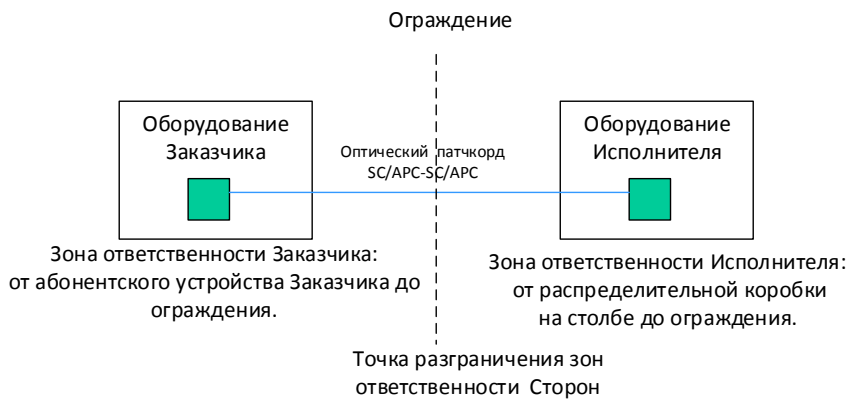 Ограждение
Оборудование
Заказчика
Оптический патчкорд
SC/APC-SC/APC
Оборудование
Исполнителя
Зона ответственности Заказчика:
от абонентского устройства Заказчика до
ограждения.
Зона ответственности Исполнителя:
от распределительной коробки
на столбе до ограждения.
Точка разграничения зон
ответственности Сторон